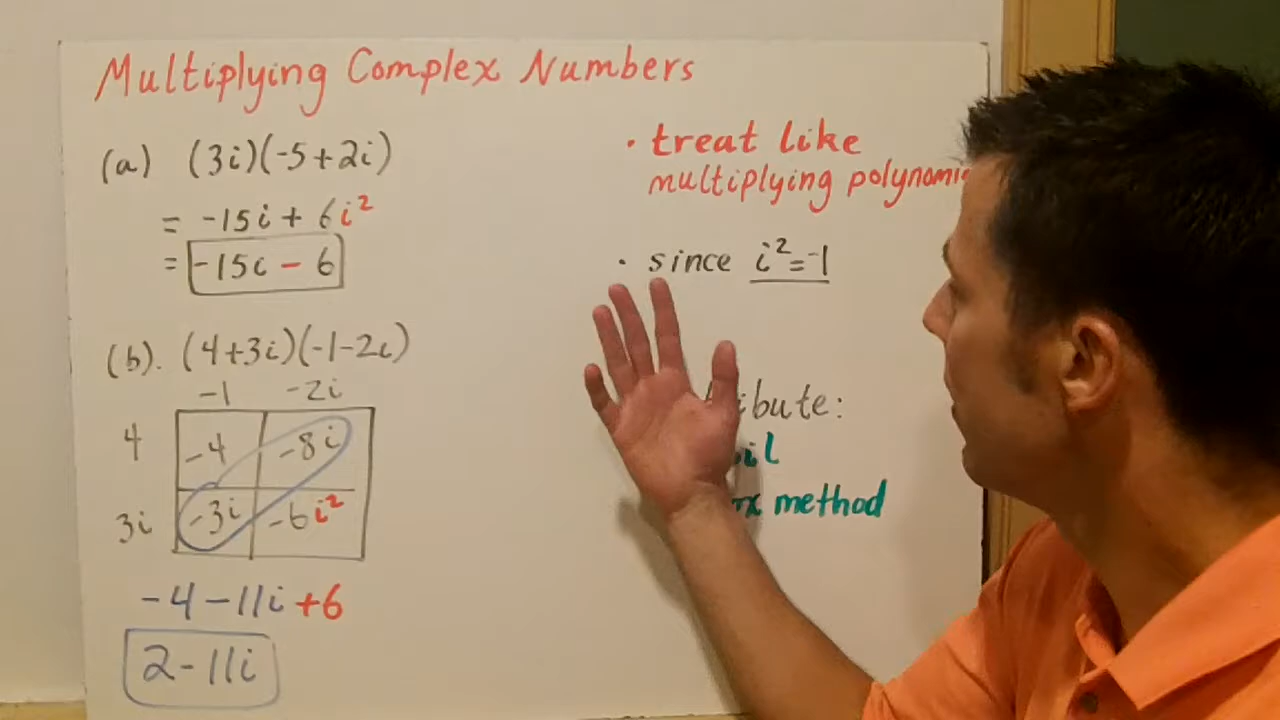 Multiplying Complex Numbers
(a) (3i)(-5+2i)
= -15i + 6i²
= -15i - 6
(b). (4+3i)(-1-2i)
-1 -2i
4 -4 -8i
3i -3i -6i²
-4 -11i +6
2 - 11i
• treat like
multiplying
• since i² = -1
method